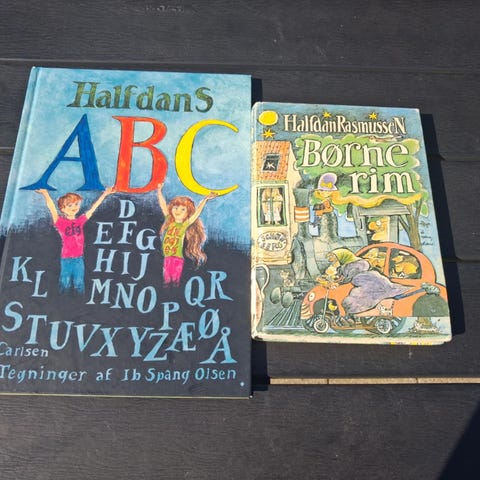 HalfdanS
ABC
D
EFG
HIJ
KL
MNO
P
QR
STUVXYZÆØÅ
Carlsen
Tegninger af Ib Spang Olsen.
HalfdanRasmusseN
Børne
rim